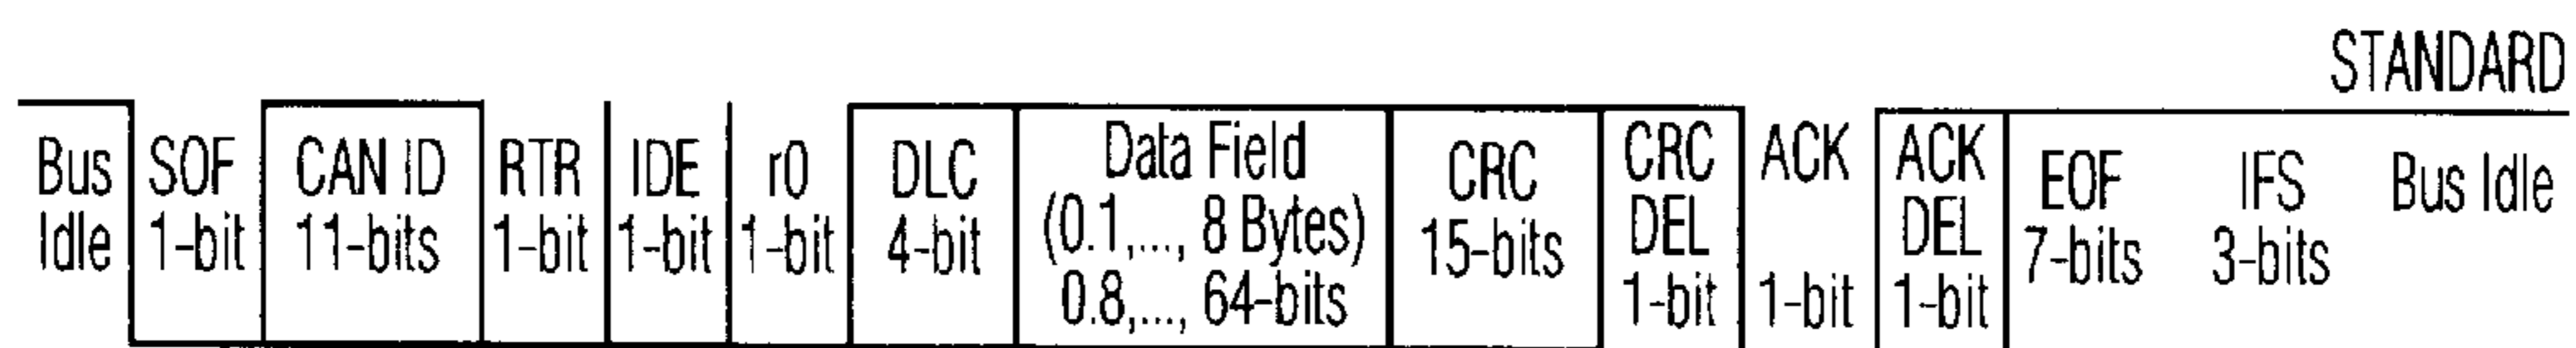 STANDARD
Bus
Idle
SOF
1-bit
CAN ID
11-bits
RTR
1-bit
IDE
1-bit
r0
1-bit
DLC
4-bit
Data Field
(0.1,..., 8 Bytes)
0.8,..., 64-bits
CRC
15-bits
CRC
DEL
1-bit
ACK
1-bit
ACK
DEL
1-bit
EOF
7-bits
IFS
3-bits
Bus Idle